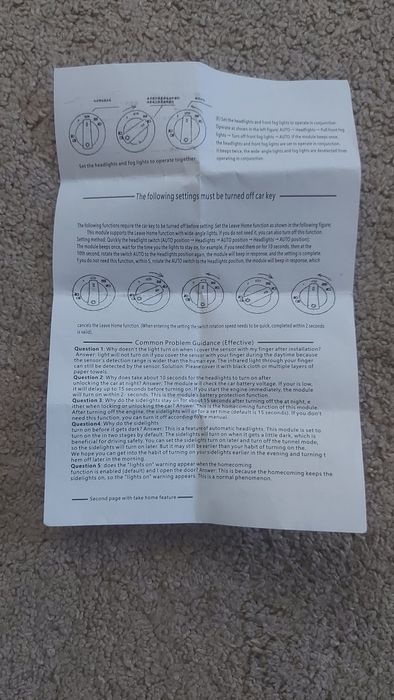 Set the headlights and fog lights to operate together
Set the headlights and front fog lights to operate in conjunction:
Operate as shown in the left figure: AUTO → Headlights → Pull front fog
lights → Turn off front fog lights → AUTO. If the module beeps once,
the headlights and front fog lights are set to operate in conjunction.
It beeps twice, the wide-angle lights and fog lights are deselected from
operating in conjunction.
The following settings must be turned off car key
The following functions require the car key to be turned off before setting. Set the Leave Home function as shown in the following figure:
This module supports the Leave Home function with wide-angle lights. If you do not need it, you can also turn off this function
Setting method: Quickly the headlight switch (AUTO position → Headlights → AUTO position → Headlights → AUTO position):
The module beeps once, wait for the time you the lights to stay on, for example, if you need them on for 10 seconds, then at the
10th second, rotate the switch AUTO to the Headlights position again, the module will beep in response, and the setting is complete.
If you do not need this function, within 5, rotate the AUTO switch to the Headlights position, the module will beep in response, which
cancels the Leave Home function. (When entering the setting the switch rotation speed needs to be quick, completed within 2 seconds
is valid).
Common Problem Guidance (Effective)
Question 1: Why doesn't the light turn on when I cover the sensor with my finger after installation?
Answer: light will not turn on if you cover the sensor with your finger during the daytime because
the sensor's detection range is wider than the human eye. The infrared light through your finger
can still be detected by the sensor. Solution: Please cover it with black cloth or multiple layers of
paper towels.
Question 2: Why does take about 10 seconds for the headlights to turn on after
unlocking the car at night? Answer: The module will check the car battery voltage. If your is low,
it will delay up to 15 seconds before turning on. If you start the engine immediately, the module
will turn on within 2 seconds. This is the module's battery protection function.
Question 3: Why do the sidelights stay on for about 15 seconds after turning off the at night, e
ither when locking or unlocking the car? Answer: This is the homecoming function of this module.
After turning off the engine, the sidelights will on for a set time (default is 15 seconds). If you don't
need this function, you can turn it off according to the manual.
Question4: Why do the sidelights
turn on before it gets dark? Answer: This is a feature of automatic headlights. This module is set to
turn on the in two stages by default. The sidelights will turn on when it gets a little dark, which is
beneficial for driving safety. You can set the sidelights turn on later and turn off the tunnel mode,
so the sidelights will turn on later, but it may still be earlier than your habit of turning on the.
We hope you can get into the habit of turning on your sidelights earlier in the evening and turning t
hem off later in the morning.
Question 5: does the "lights on" warning appear when the homecoming
function is enabled (default) and I open the door? Answer: This is because the homecoming keeps the
sidelights on, so the "lights on" warning appears. This is a normal phenomenon.
Second page with take home feature